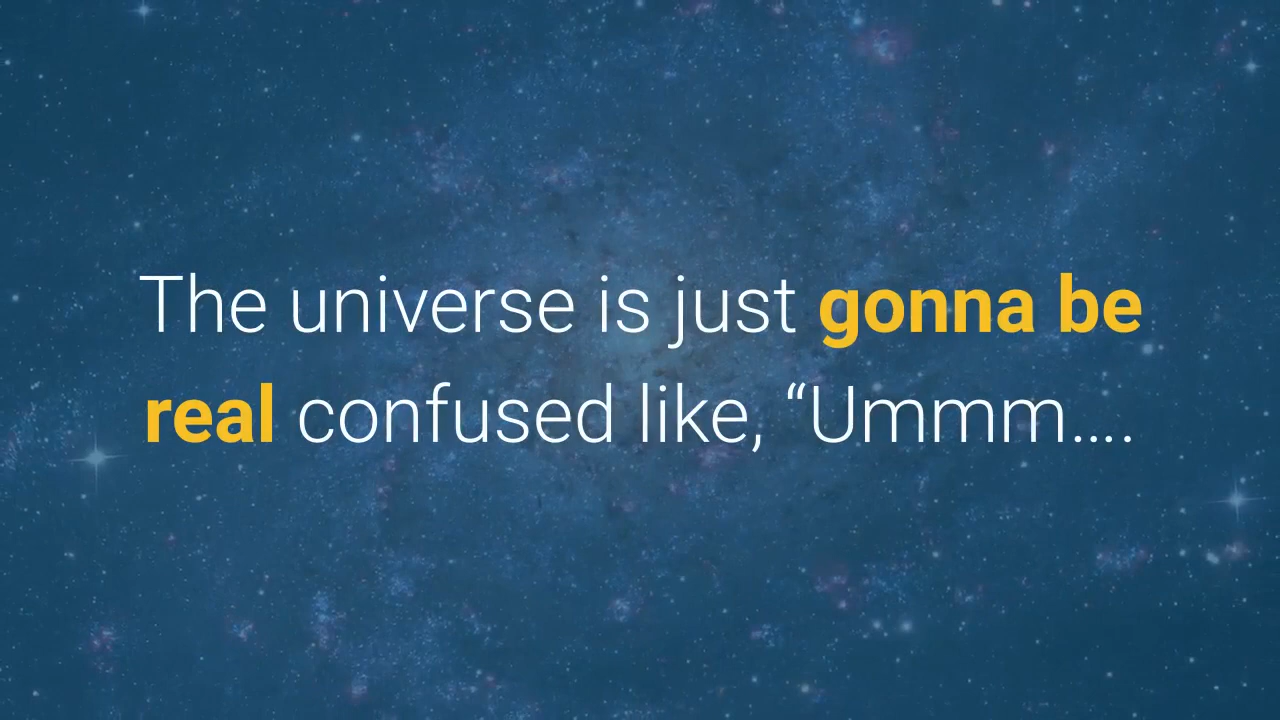 The universe is just gonna be
real confused like, “Ummm....